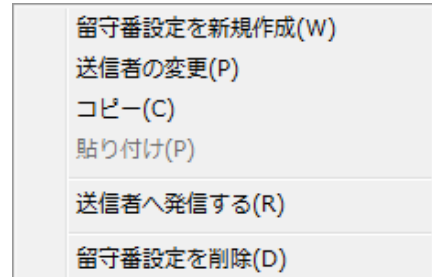 留守番設定を新規作成(W)
送信者の変更(P)
コピー(C)
貼り付け(P)
送信者へ発信する(R)
留守番設定を削除(D)